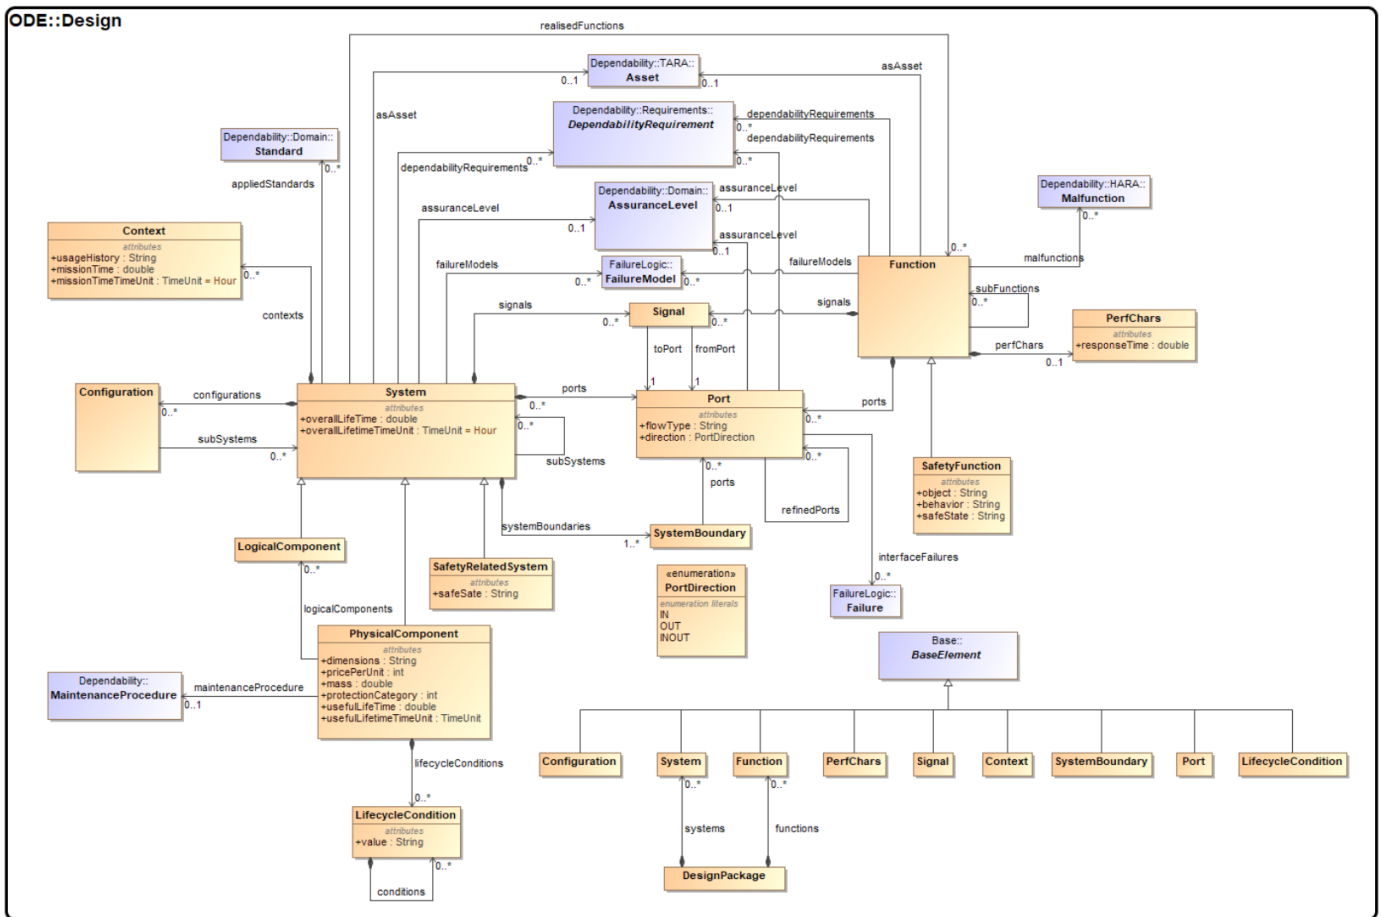 ODE::Design
realisedFunctions
Dependability::TARA::
Asset
0..1
0..1
asAsset
asAsset
Dependability::Requirements::
DependabilityRequirement
dependabilityRequirements
0..*
dependabilityRequirements
0..*
dependabilityRequirements
0..*
Dependability::Domain::
Standard
0..*
appliedStandards
Dependability::Domain::
AssuranceLevel
assuranceLevel
0..1
assuranceLevel
0..1
assuranceLevel
0..1
Dependability::HARA::
Malfunction
0..*
malfunctions
Context
attributes
+usageHistory : String
+missionTime : double
+missionTimeTimeUnit : TimeUnit = Hour
0..*
contexts
failureModels
0..*
FailureLogic::
FailureModel
0..*
failureModels
0..*
Function
subFunctions
0..*
signals
0..*
Signal
0..*
signals
toPort
fromPort
1
1
perfChars
0..1
PerfChars
attributes
+responseTime : double
Configuration
configurations
0..*
subSystems
0..*
System
attributes
+overallLifeTime : double
+overallLifetimeTimeUnit : TimeUnit = Hour
ports
0..*
0..*
subSystems
Port
attributes
+flowType : String
+direction : PortDirection
ports
0..*
0..*
0..*
ports
refinedPorts
SafetyFunction
attributes
+object : String
+behavior : String
+safeState : String
systemBoundaries
1..*
SystemBoundary
interfaceFailures
0..*
FailureLogic::
Failure
LogicalComponent
0..*
logicalComponents
SafetyRelatedSystem
attributes
+safeSate : String
«enumeration»
PortDirection
enumeration literals
IN
OUT
INOUT
PhysicalComponent
attributes
+dimensions : String
+pricePerUnit : int
+mass : double
+protectionCategory : int
+usefulLifeTime : double
+usefulLifetimeTimeUnit : TimeUnit
Dependability::
MaintenanceProcedure
maintenanceProcedure
0..1
lifecycleConditions
0..*
LifecycleCondition
attributes
+value : String
0..*
conditions
Base::
BaseElement
Configuration
System
Function
PerfChars
Signal
Context
SystemBoundary
Port
LifecycleCondition
0..*
0..*
systems
functions
DesignPackage